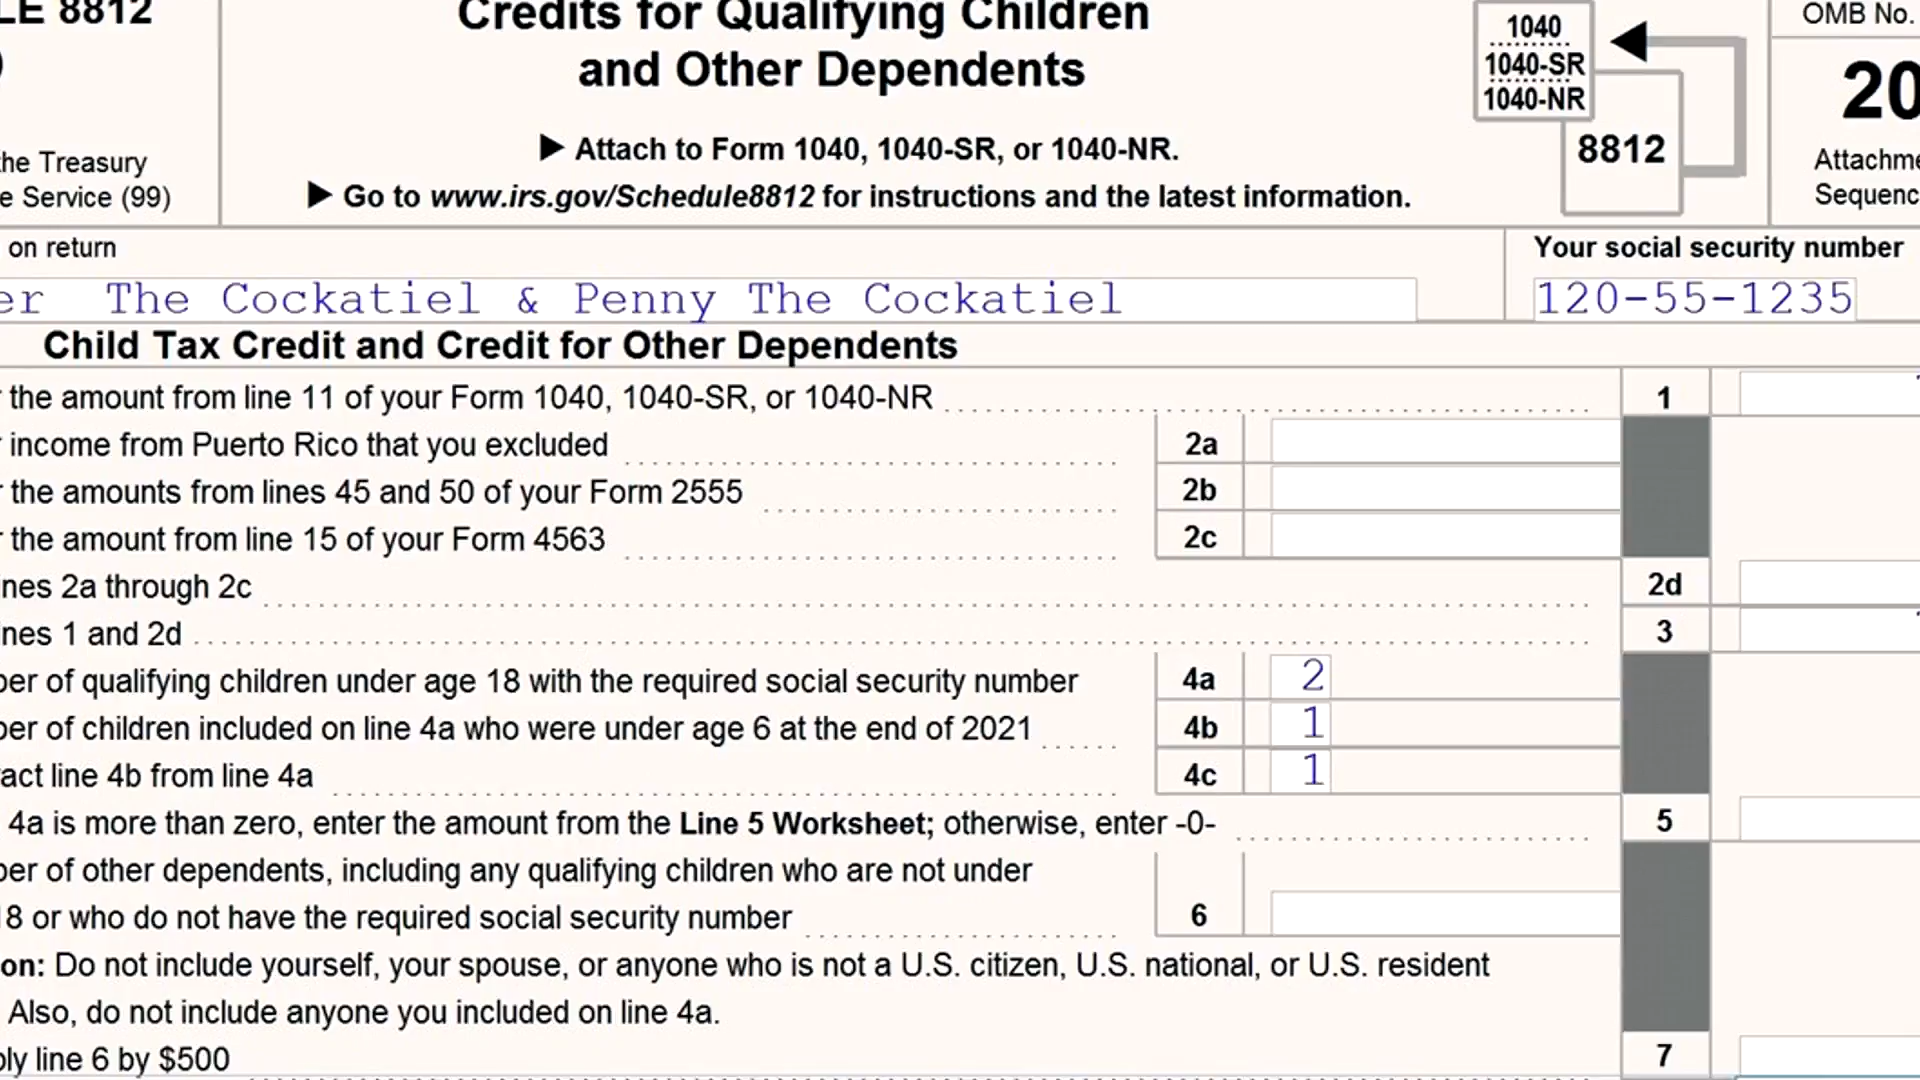 LE 8812
Credits for Qualifying Children
and Other Dependents
1040
1040-SR
1040-NR
8812
OMB No.
20
▶ Attach to Form 1040, 1040-SR, or 1040-NR.
the Treasury
e Service (99)
▶ Go to www.irs.gov/Schedule8812 for instructions and the latest information.
Attachme
Sequenc
on return
Your social security number
er The Cockatiel & Penny The Cockatiel
120-55-1235
Child Tax Credit and Credit for Other Dependents
r the amount from line 11 of your Form 1040, 1040-SR, or 1040-NR 1
r income from Puerto Rico that you excluded 2a
r the amounts from lines 45 and 50 of your Form 2555 2b
r the amount from line 15 of your Form 4563 2c
ines 2a through 2c 2d
ines 1 and 2d 3
ber of qualifying children under age 18 with the required social security number 4a 2
ber of children included on line 4a who were under age 6 at the end of 2021 4b 1
act line 4b from line 4a 4c 1
4a is more than zero, enter the amount from the Line 5 Worksheet; otherwise, enter -0- 5
ber of other dependents, including any qualifying children who are not under
18 or who do not have the required social security number 6
on: Do not include yourself, your spouse, or anyone who is not a U.S. citizen, U.S. national, or U.S. resident
Also, do not include anyone you included on line 4a.
ply line 6 by $500 7